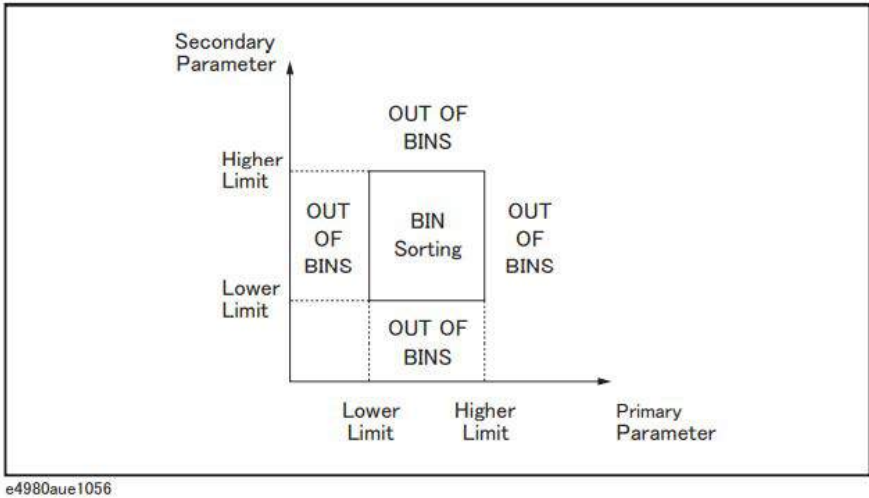 Secondary
Parameter
OUT OF
BINS
Higher
Limit
OUT
OF
BINS
BIN
Sorting
OUT
OF
BINS
Lower
Limit
OUT OF
BINS
Lower
Limit
Higher
Limit
Primary
Parameter
e4980aue1056